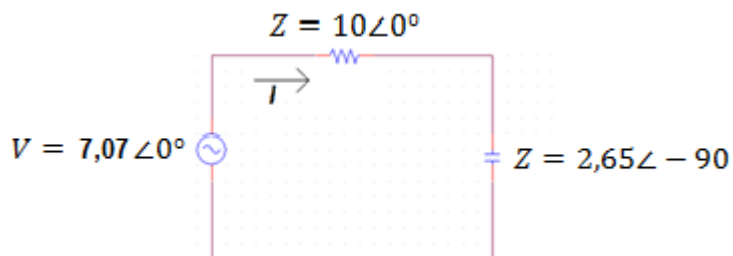 Z = 10∠0°
I
V = 7,07∠0°
Z = 2,65∠ − 90